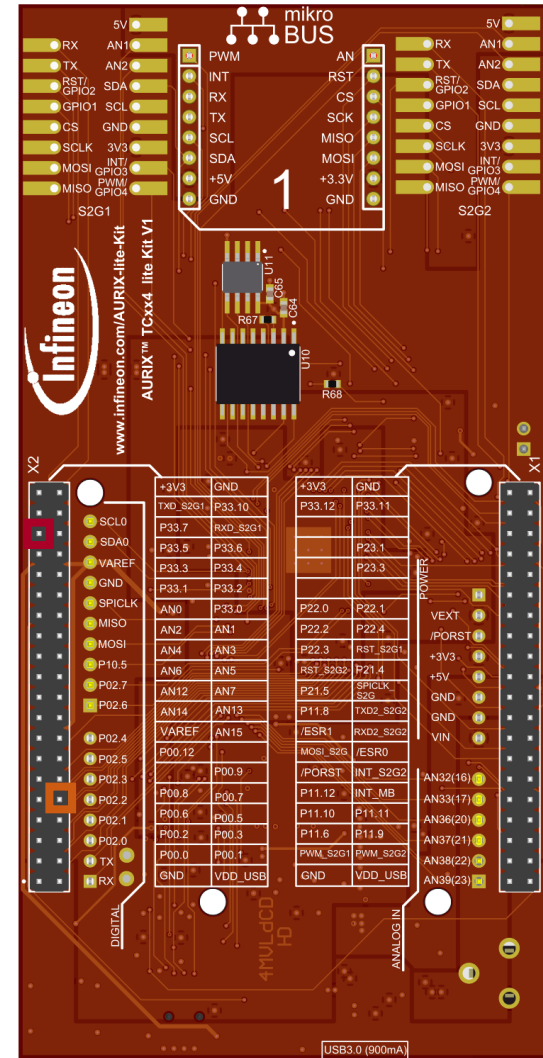 mikro
BUS
5V
RX AN1
TX AN2
RST/
GPIO2 SDA
GPIO1 SCL
CS GND
SCLK 3V3
MOSI INT/
GPIO3
MISO PWM/
GPIO4
S2G1
PWM AN
INT RST
RX CS
TX SCK
SCL MISO
SDA MOSI
+5V +3.3V
GND GND
1
5V
RX AN1
TX AN2
RST/
GPIO2 SDA
GPIO1 SCL
CS GND
SCLK 3V3
MOSI INT/
GPIO3
MISO PWM/
GPIO4
S2G2
Infineon
www.infineon.com/AURIX-lite-Kit
AURIX™ TCxx4 lite Kit V1
U11
C65
C64
R67
U10
R68
X2
X1
SCL0
SDA0
VAREF
GND
SPICLK
MISO
MOSI
P10.5
P02.7
P02.6
P02.4
P02.5
P02.3
P02.2
P02.1
P02.0
TX
RX
DIGITAL
+3V3 GND
TXD_S2G1 P33.10
P33.7 RXD_S2G1
P33.5 P33.6
P33.3 P33.4
P33.1 P33.2
AN0 P33.0
AN2 AN1
AN4 AN3
AN6 AN5
AN12 AN7
AN14 AN13
VAREF AN15
P00.12
P00.9
P00.8 P00.7
P00.6 P00.5
P00.2 P00.3
P00.0 P00.1
GND VDD_USB
+3V3 GND
P33.12 P33.11
P23.1
P23.3
P22.0 P22.1
P22.2 P22.4
P22.3 RST_S2G1
RST_S2G2 P21.4
P21.5 SPICLK_
S2G
P11.8 TXD2_S2G2
/ESR1 RXD2_S2G2
MOSI_S2G /ESR0
/PORST INT_S2G2
P11.12 INT_MB
P11.10 P11.11
P11.6 P11.9
PWM_S2G1 PWM_S2G2
GND VDD_USB
POWER
VEXT
/PORST
+3V3
+5V
GND
GND
VIN
AN32(16)
AN33(17)
AN36(20)
AN37(21)
AN38(22)
AN39(23)
ANALOG IN
4MVLdCD
HD
USB3.0 (900mA)